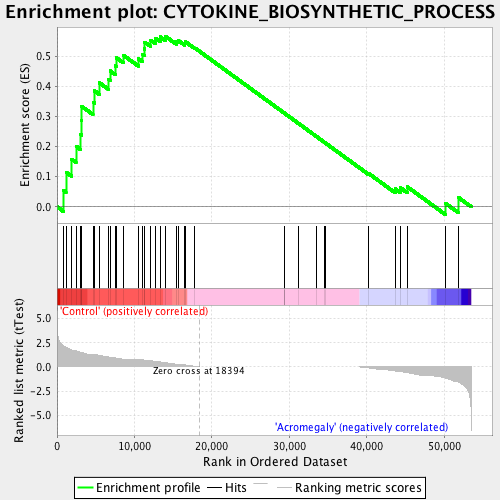 Enrichment plot: CYTOKINE_BIOSYNTHETIC_PROCESS
Enrichment score (ES)
0.5
0.4
0.3
0.2
0.1
0.0
'Control' (positively correlated)
Ranked list metric (tTest)
5.0
2.5
0.0
-2.5
-5.0
Zero cross at 18394
'Acromegaly' (negatively correlated)
0 10,000 20,000 30,000 40,000 50,000
Rank in Ordered Dataset
Enrichment profile Hits Ranking metric scores